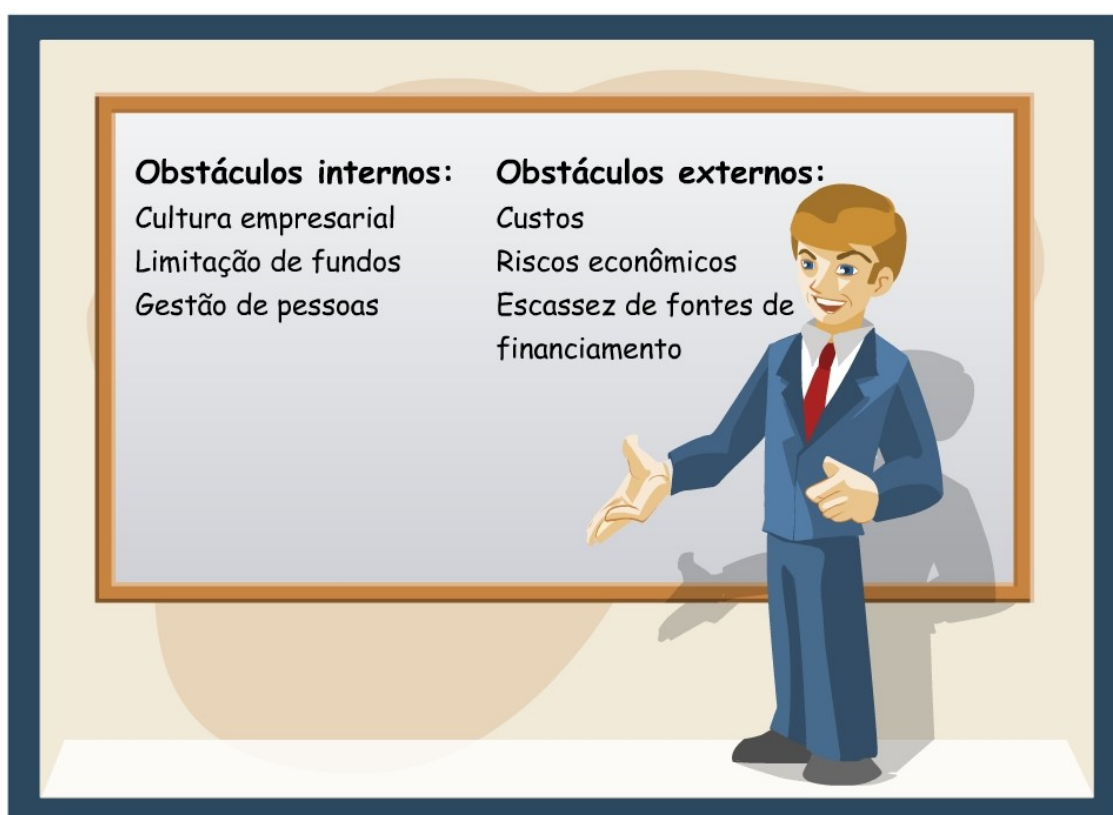 Obstáculos internos:
Cultura empresarial
Limitação de fundos
Gestão de pessoas
Obstáculos externos:
Custos
Riscos econômicos
Escassez de fontes de
financiamento